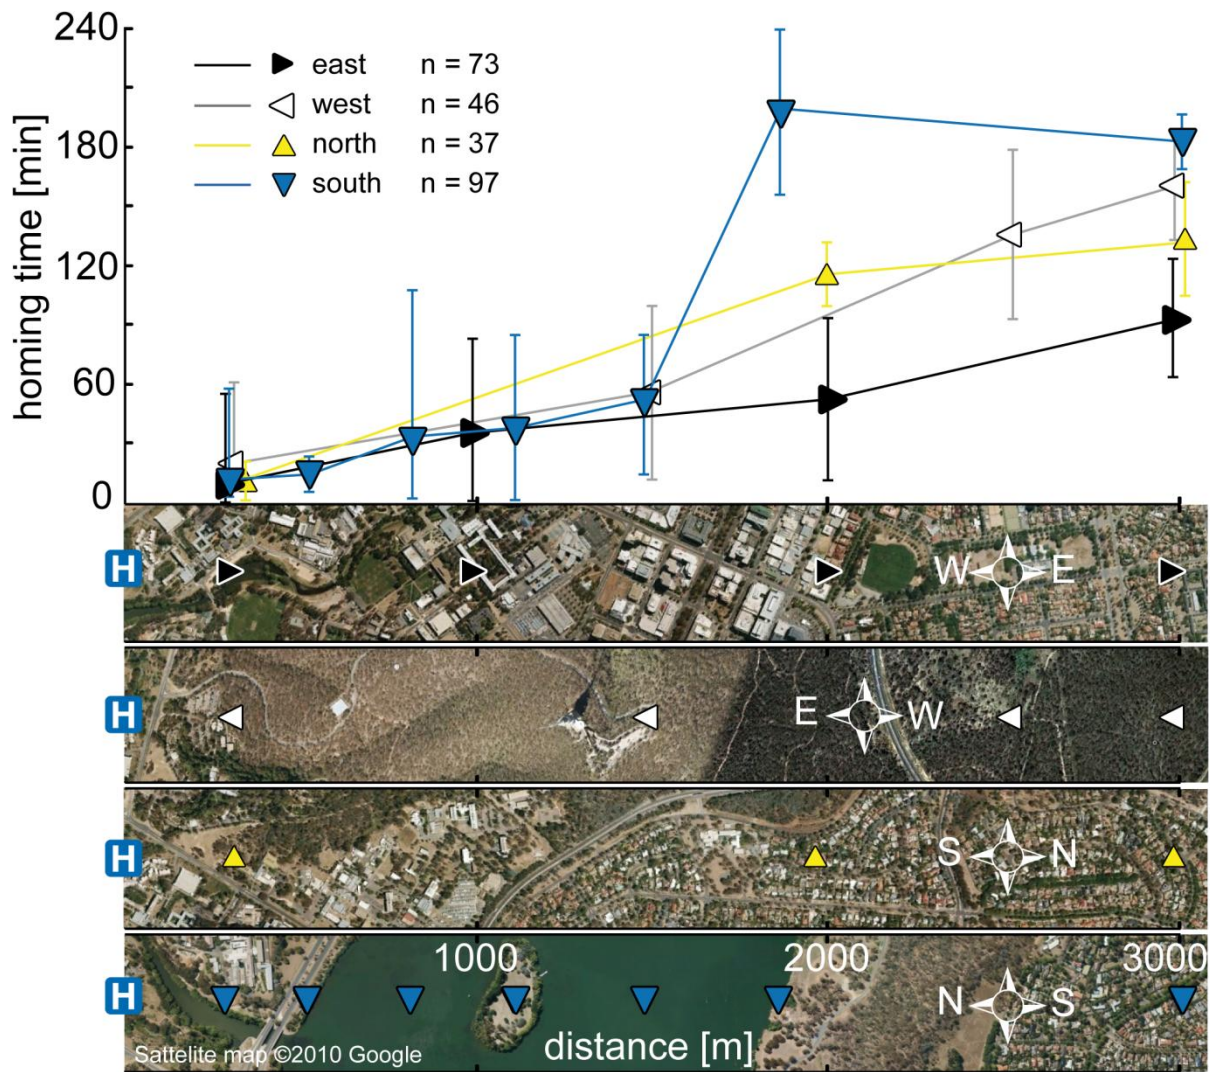 240
180
120
60
0
homing time [min]
east n = 73
west n = 46
north n = 37
south n = 97
H
W E
H
E W
H
S N
H
1000 2000 3000
N S
distance [m]
Sattelite map ©2010 Google